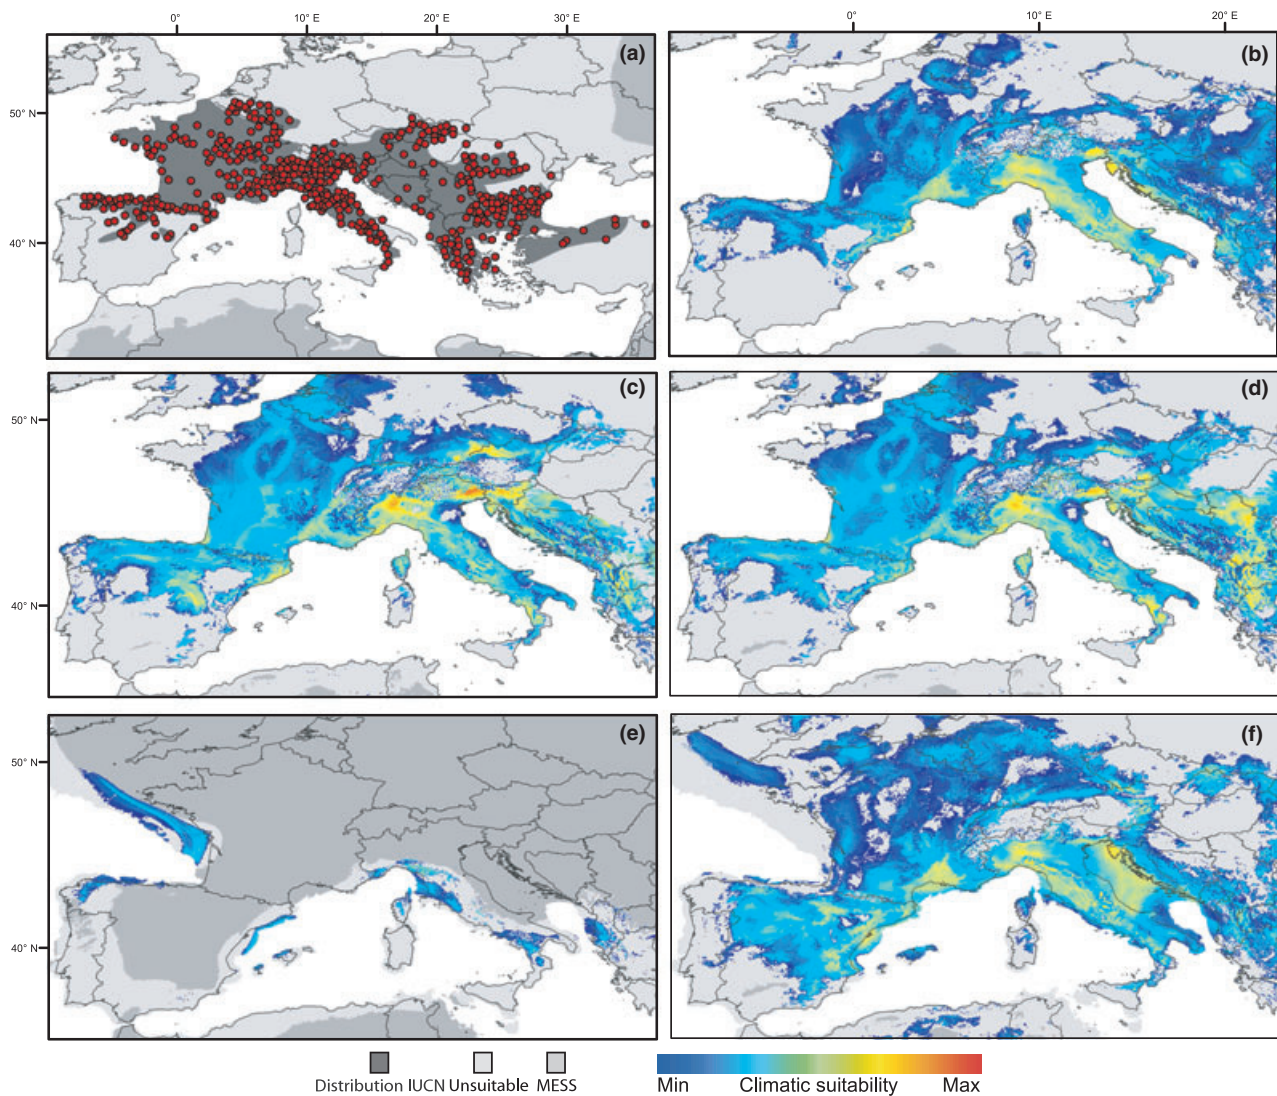 0° 10° E 20° E 30° E
0° 10° E 20° E
(a)
(b)
50° N
40° N
(c)
(d)
50° N
40° N
(e)
(f)
50° N
40° N
Distribution IUCN Unsuitable MESS
Min Climatic suitability Max